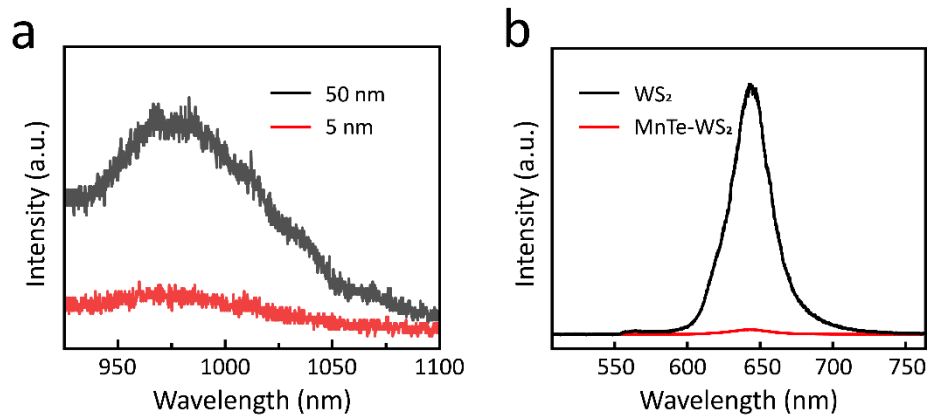 a
50 nm
5 nm
Intensity (a.u.)
950 1000 1050 1100
Wavelength (nm)
b
WS₂
MnTe-WS₂
Intensity (a.u.)
550 600 650 700 750
Wavelength (nm)